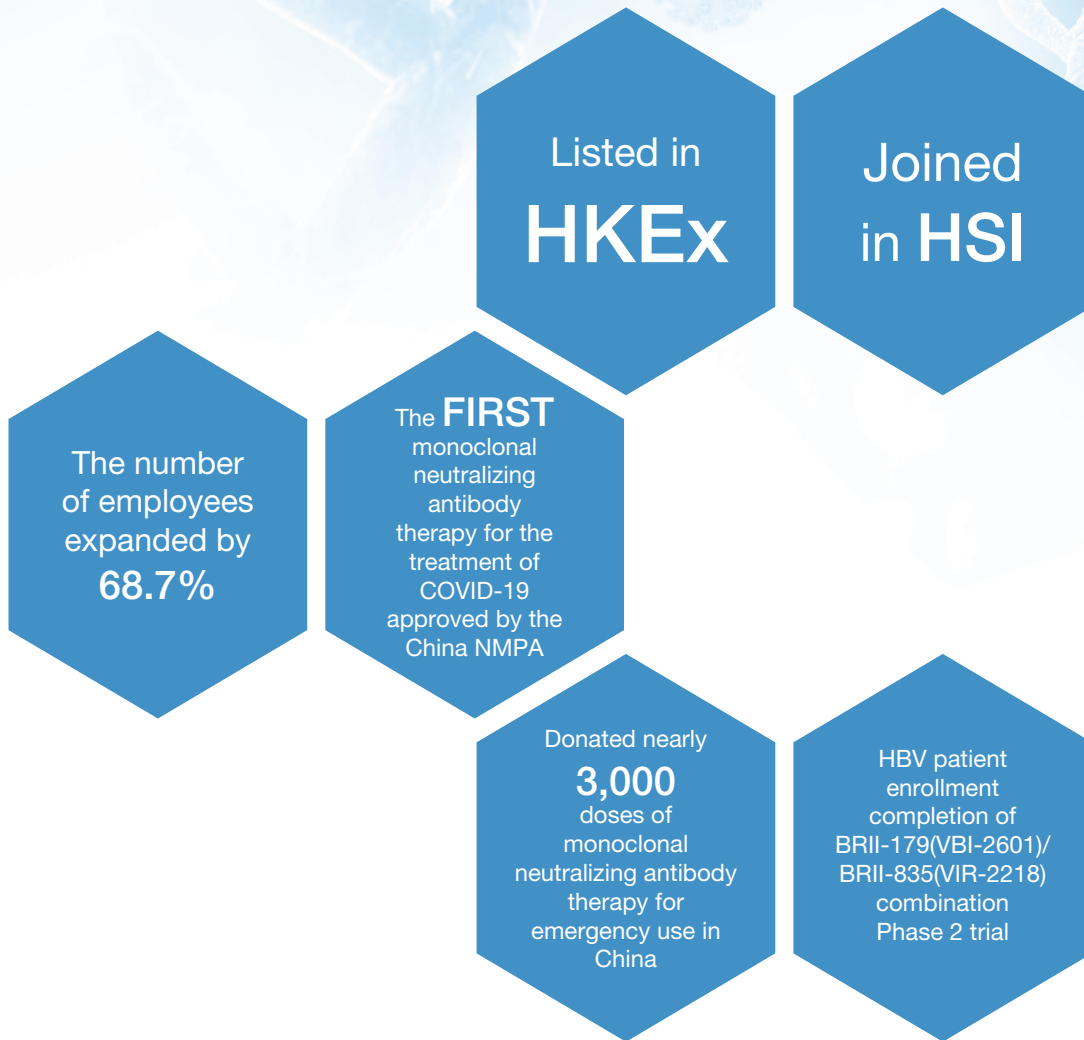 Listed in
HKEx
Joined
in HSI
The number
of employees
expanded by
68.7%
The FIRST
monoclonal
neutralizing
antibody
therapy for the
treatment of
COVID-19
approved by the
China NMPA
Donated nearly
3,000
doses of
monoclonal
neutralizing antibody
therapy for
emergency use in
China
HBV patient
enrollment
completion of
BRII-179(VBI-2601)/
BRII-835(VIR-2218)
combination
Phase 2 trial